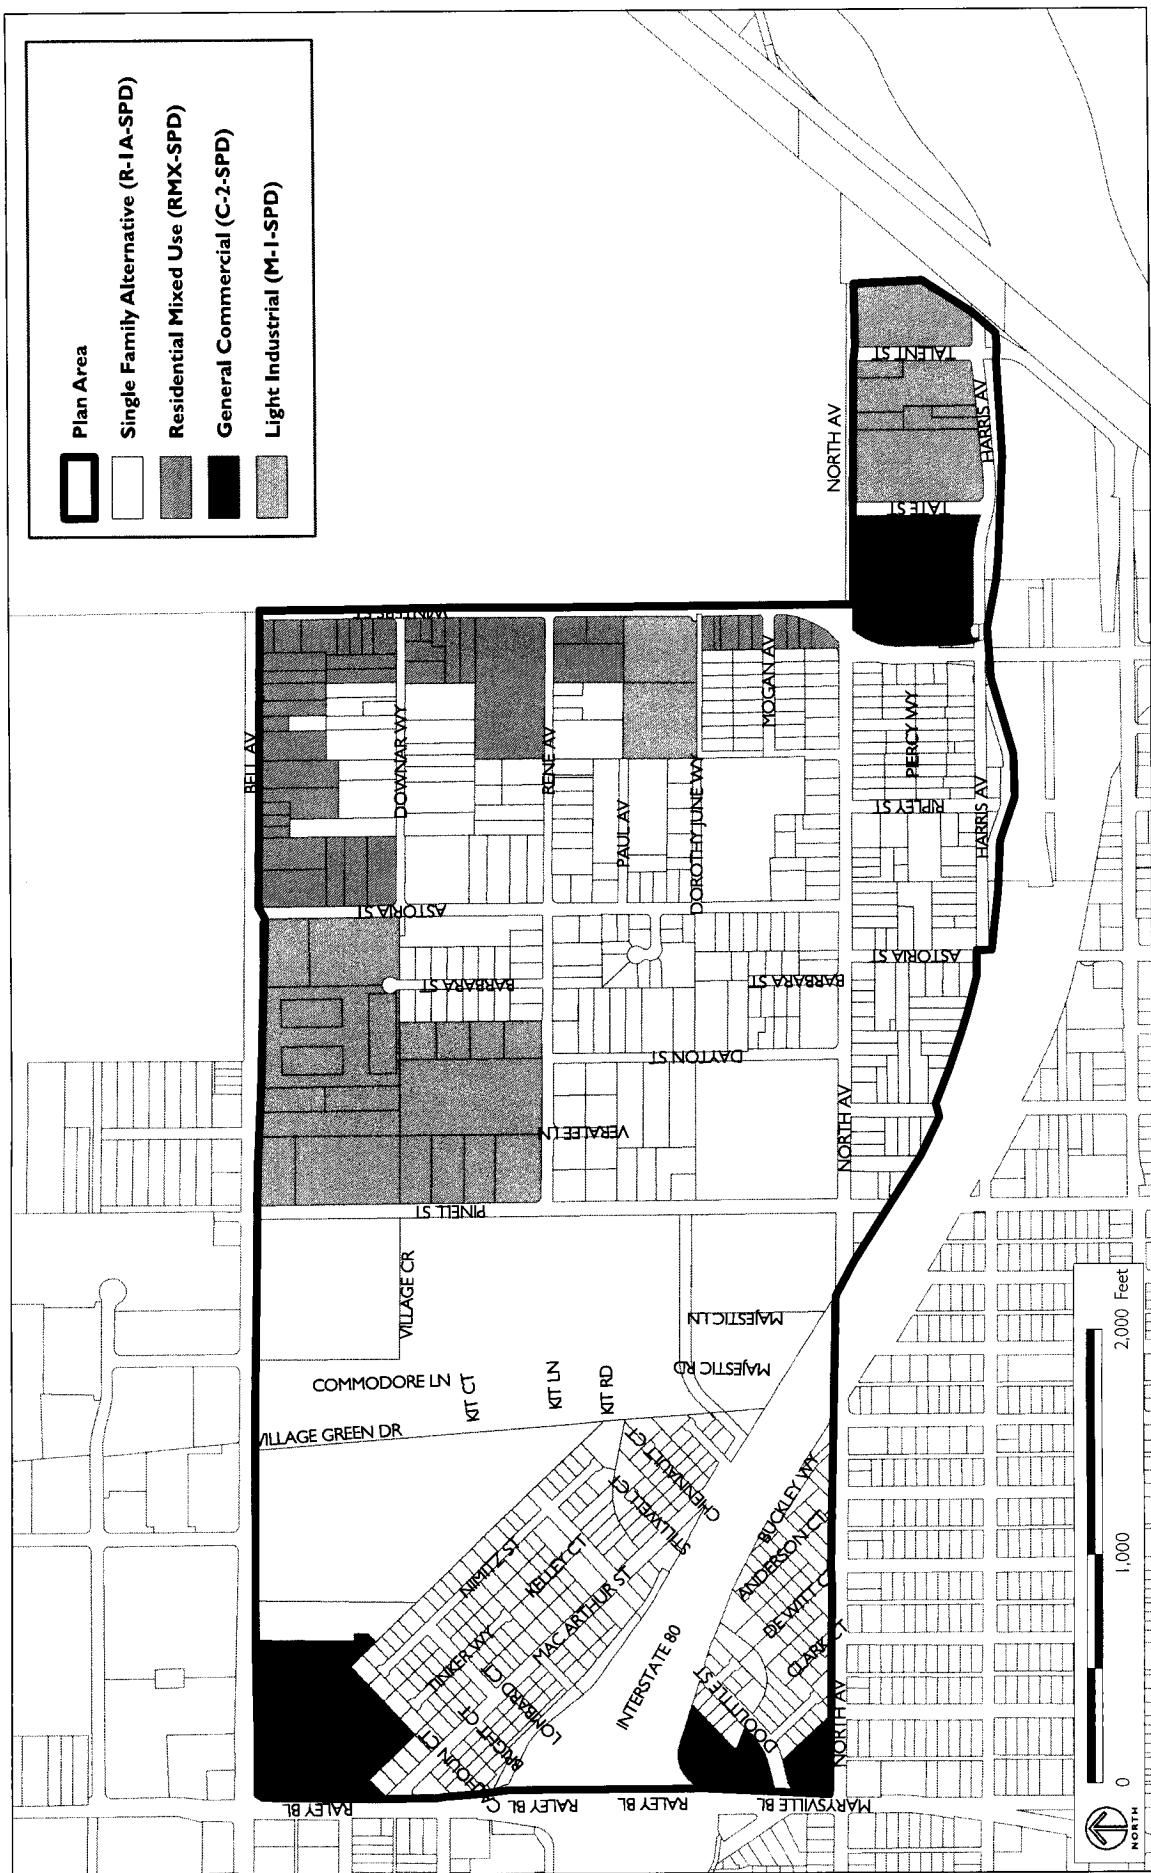 Plan Area
Single Family Alternative (R-1A-SPD)
Residential Mixed Use (RMX-SPD)
General Commercial (C-2-SPD)
Light Industrial (M-1-SPD)
BELL AV
WINTERS ST
DOWNAR WY
RENE AV
PAUL AV
DOROTHY JUNE WY
MOGAN AV
NORTH AV
TALENT ST
HARRIS AV
TATE ST
PIERCY WY
RIPLEY ST
HARRIS AV
ASTORIA ST
BARBARA ST
BARBARA ST
ASTORIA ST
DAYTON ST
VERALEE LN
NORTH AV
PINELL ST
VILLAGE CR
COMMODORE LN
KIT CT
KIT LN
KIT RD
MAJESTIC LN
MAJESTIC RD
VILLAGE GREEN DR
CHENNAULT CT
STILLWELL CT
NIMITZ ST
KELLEY CT
MAC ARTHUR ST
TINKER WY
LOMBARD CT
BRIGHT CT
CALHOUN CT
INTERSTATE 80
BUCKLEY WY
ANDERSON CT
DE WITT C
CLARK CT
DOOLITTLE ST
NORTH AV
RALEY BL
RALEY BL
RALEY BL
RALEY BL
MARYSVILLE BL
0 1,000 2,000 Feet
NORTH